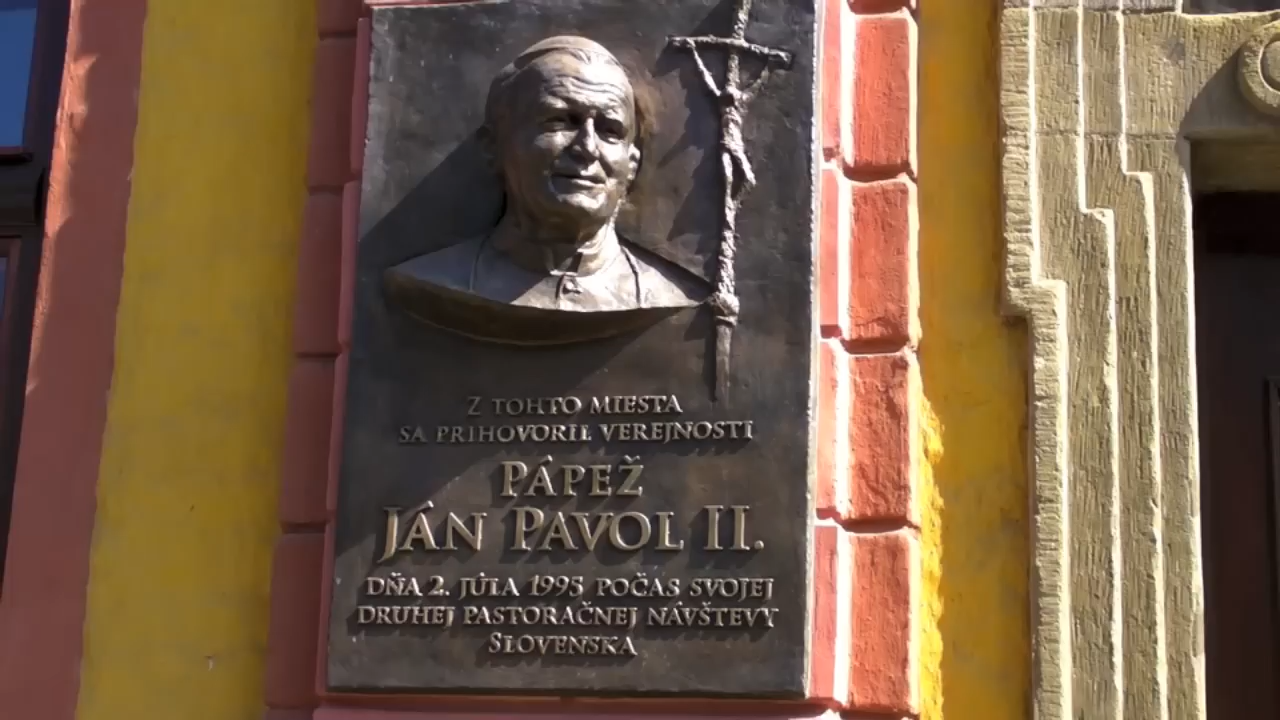 Z TOHTO MIESTA
SA PRIHOVORIL VEREJNOSTI
PÁPEŽ
JÁN PAVOL II.
DŇA 2. JÚLA 1995 POČAS SVOJEJ
DRUHEJ PASTORAČNEJ NÁVŠTEVY
SLOVENSKA